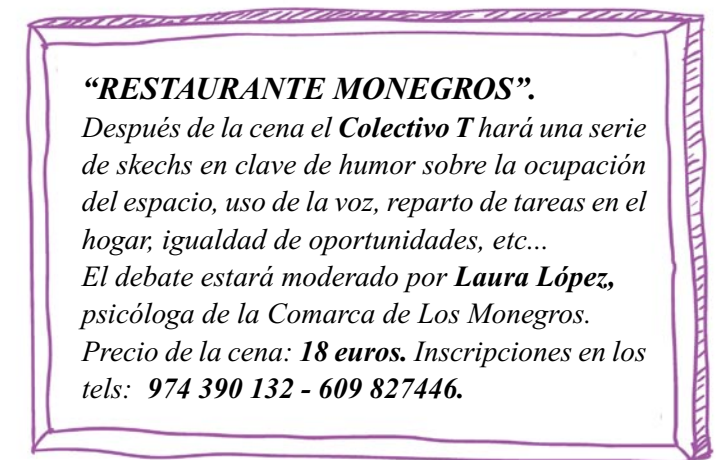 “RESTAURANTE MONEGROS”.
Después de la cena el Colectivo T hará una serie
de skechs en clave de humor sobre la ocupación
del espacio, uso de la voz, reparto de tareas en el
hogar, igualdad de oportunidades, etc...
El debate estará moderado por Laura López,
psicóloga de la Comarca de Los Monegros.
Precio de la cena: 18 euros. Inscripciones en los
tels:  974 390 132 - 609 827446.